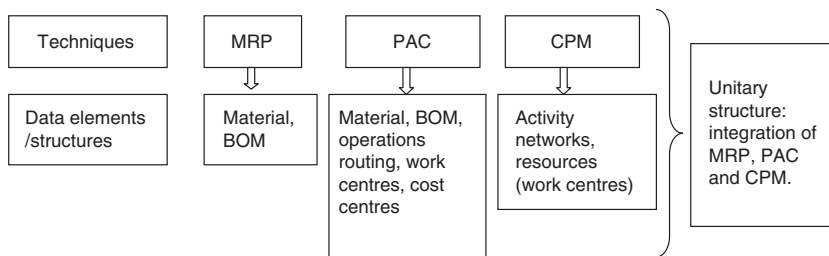 Techniques
MRP
PAC
CPM
Data elements
/structures
Material,
BOM
Material, BOM,
operations
routing, work
centres, cost
centres
Activity
networks,
resources
(work centres)
Unitary
structure:
integration of
MRP, PAC
and CPM.